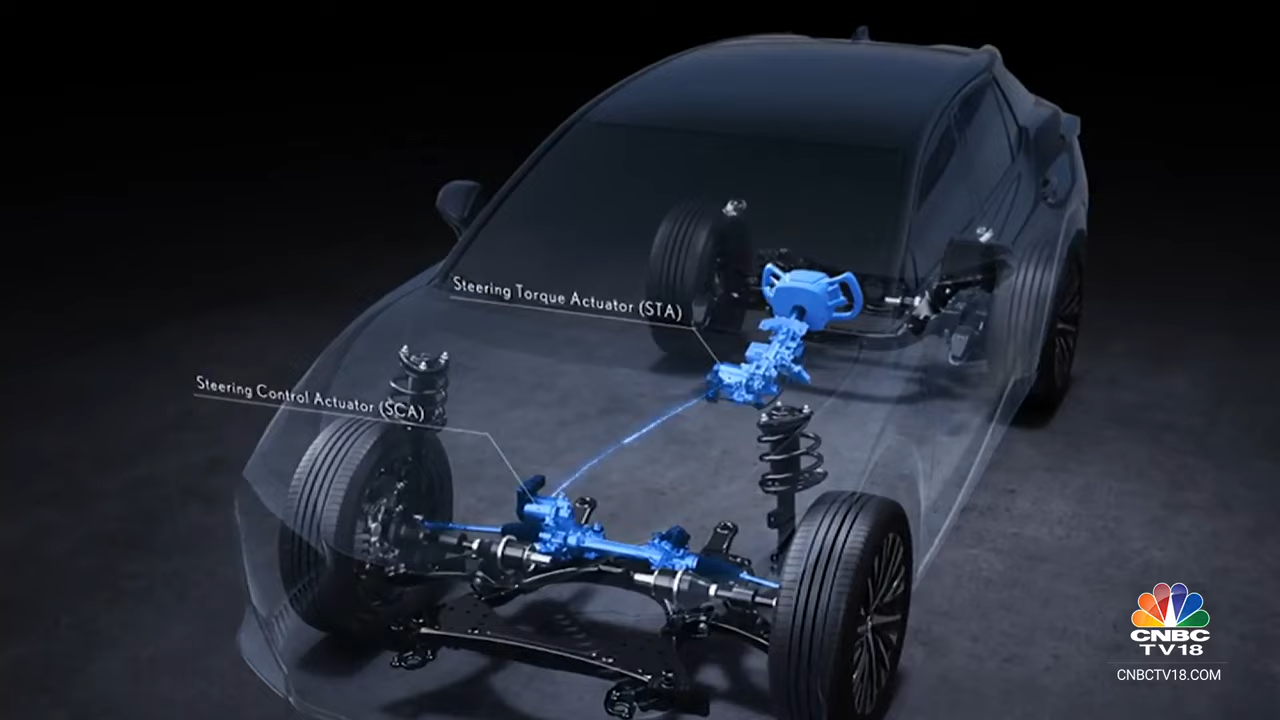 Steering Torque Actuator (STA)
Steering Control Actuator (SCA)
CNBC
TV18
CNBCTV18.COM